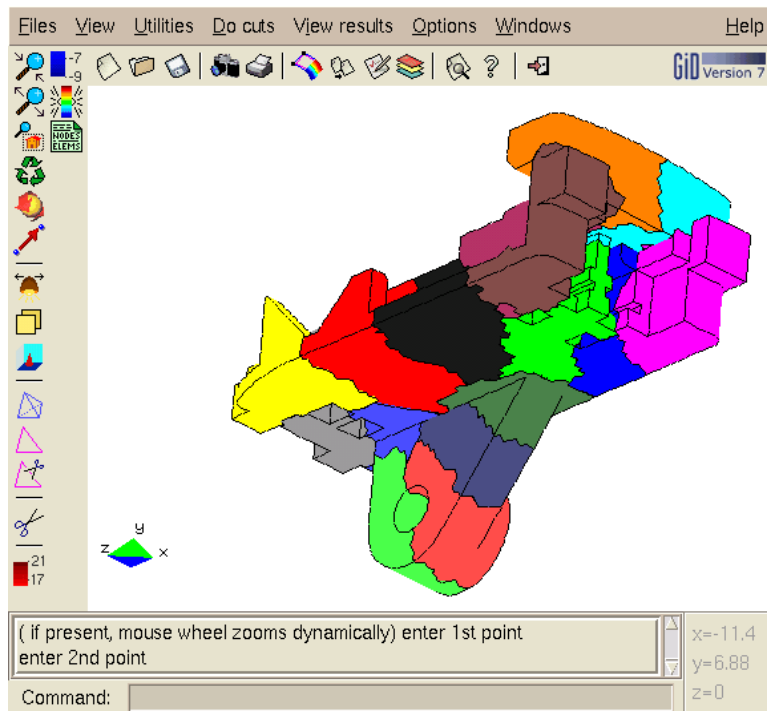 Files View Utilities Do cuts View results Options Windows Help
-7
-9
GiD Version 7
NODES
ELEMS
y
z x
21
17
( if present, mouse wheel zooms dynamically) enter 1st point
enter 2nd point
x=-11.4
y=6.88
z=0
Command: